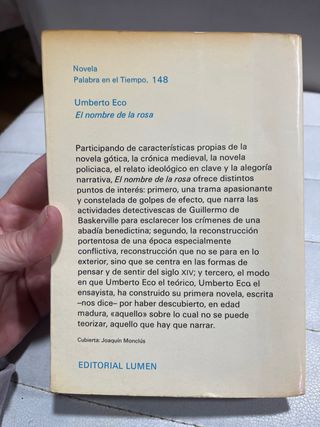 Novela
Palabra en el Tiempo, 148
Umberto Eco
El nombre de la rosa
Participando de características propias de la
novela gótica, la crónica medieval, la novela
policiaca, el relato ideológico en clave y la alegoría
narrativa, El nombre de la rosa ofrece distintos
puntos de interés: primero, una trama apasionante
y constelada de golpes de efecto, que narra las
actividades detectivescas de Guillermo de
Baskerville para esclarecer los crímenes de una
abadía benedictina; segundo, la reconstrucción
portentosa de una época especialmente
conflictiva, reconstrucción que no se para en lo
exterior, sino que se centra en las formas de
pensar y de sentir del siglo XIV; y tercero, el modo
en que Umberto Eco el teórico, Umberto Eco el
ensayista, ha construido su primera novela, escrita
–nos dice– por haber descubierto, en edad
madura, «aquello» sobre lo cual no se puede
teorizar, aquello que hay que narrar.
Cubierta: Joaquín Monclús
EDITORIAL LUMEN